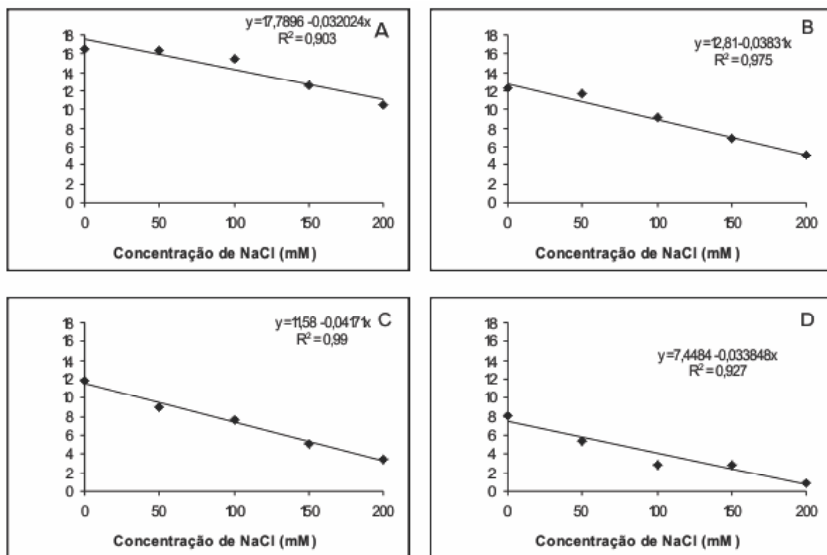 y=17,7896 -0,032024x
R²=0,903
A
18
16
14
12
10
8
6
4
2
0
0 50 100 150 200
Concentração de NaCl (mM)
B
y=12,81-0,03831x
R²=0,975
18
16
14
12
10
8
6
4
2
0
0 50 100 150 200
Concentração de NaCl (mM)
y=11,58 -0,04171x
R²=0,99
C
18
16
14
12
10
8
6
4
2
0
0 50 100 150 200
Concentração de NaCl (mM)
D
y=7,4484 -0,033848x
R²=0,927
18
16
14
12
10
8
6
4
2
0
0 50 100 150 200
Concentração de NaCl (mM)